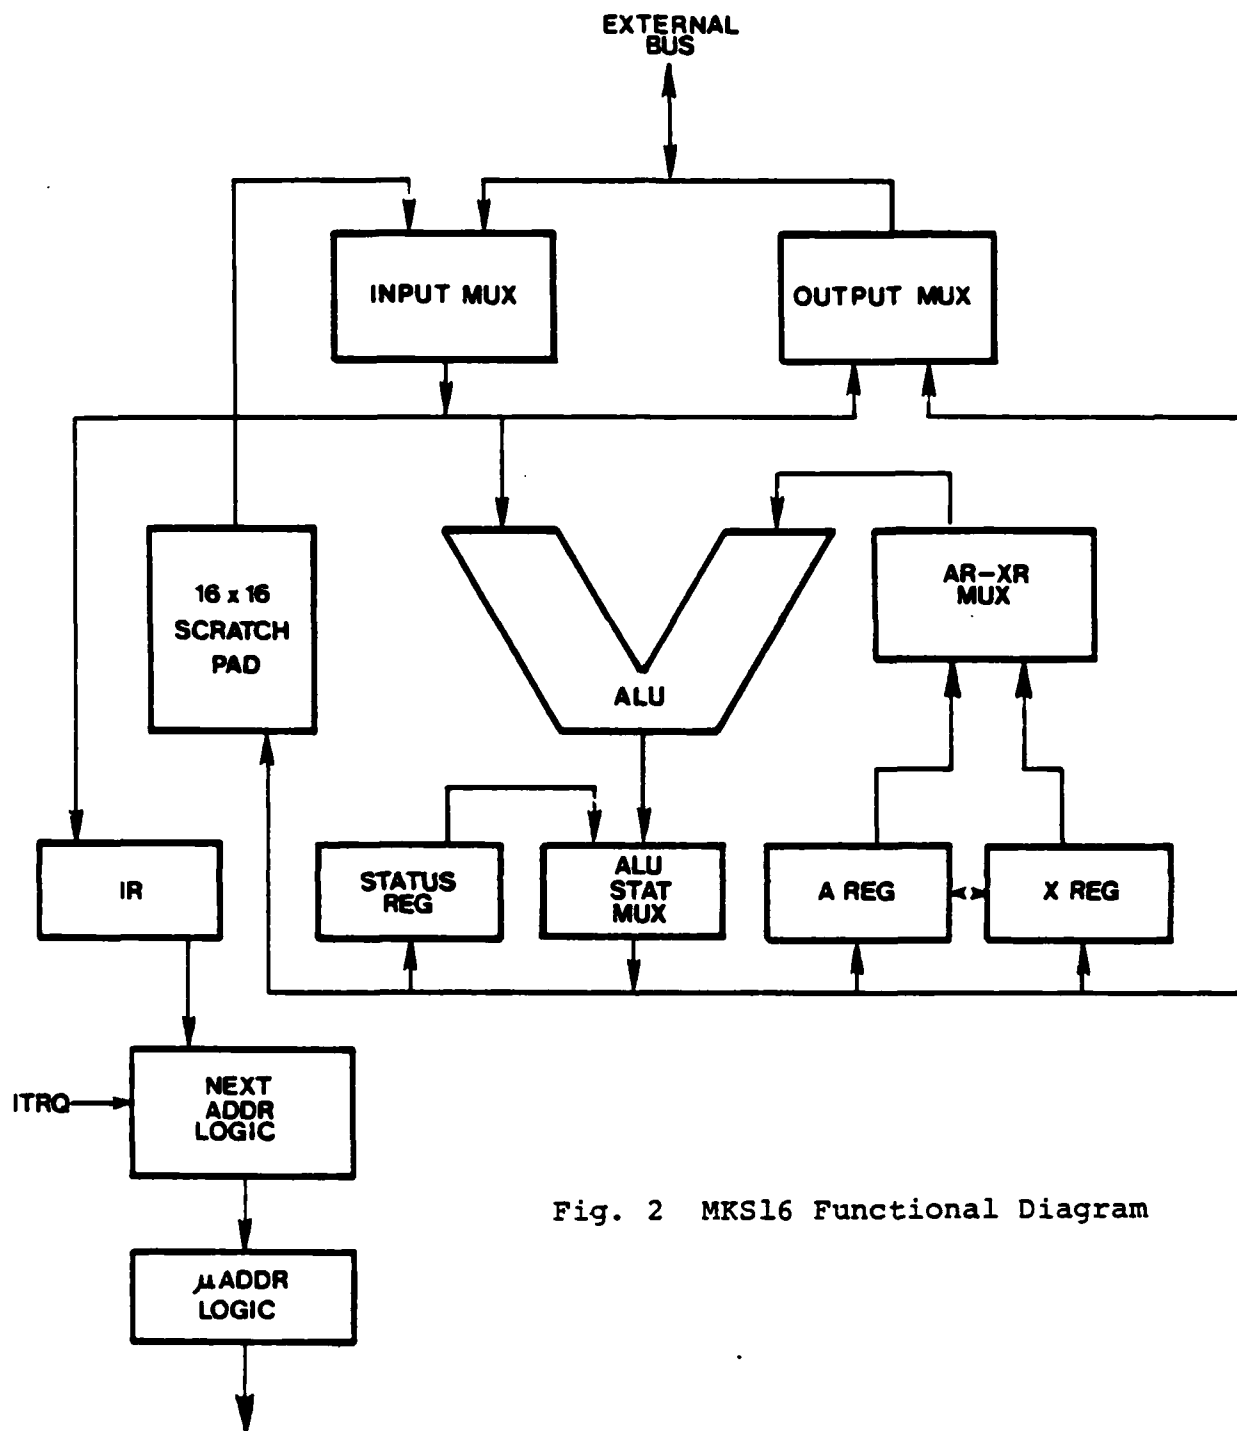 EXTERNAL
BUS
INPUT MUX
OUTPUT MUX
16 x 16
SCRATCH
PAD
ALU
AR-XR
MUX
IR
STATUS
REG
ALU
STAT
MUX
A REG
X REG
ITRQ
NEXT
ADDR
LOGIC
μADDR
LOGIC
Fig. 2 MKS16 Functional Diagram